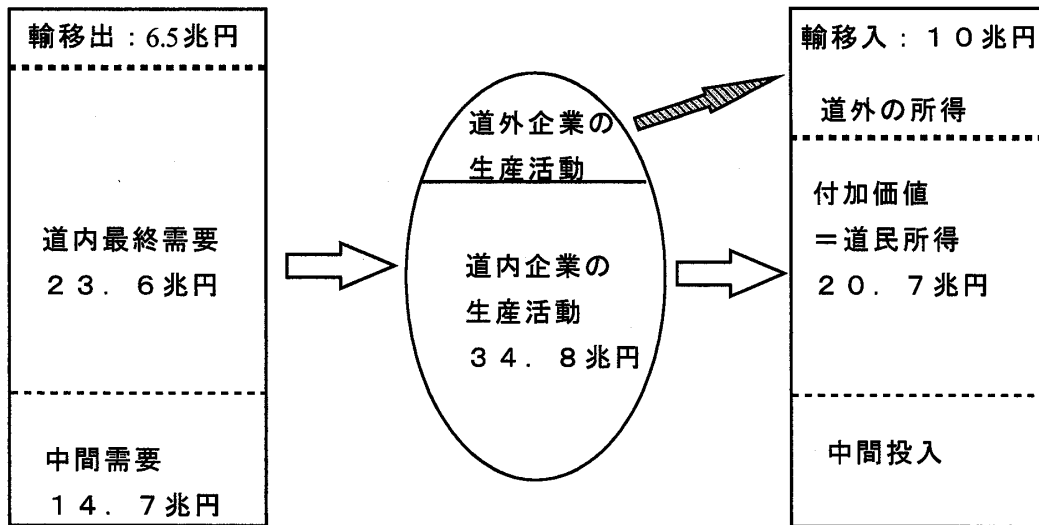 輸移出：6.5兆円
道内最終需要
２３．６兆円
中間需要
１４．７兆円
道外企業の
生産活動
道内企業の
生産活動
３４．８兆円
輸移入：１０兆円
道外の所得
付加価値
＝道民所得
２０．７兆円
中間投入